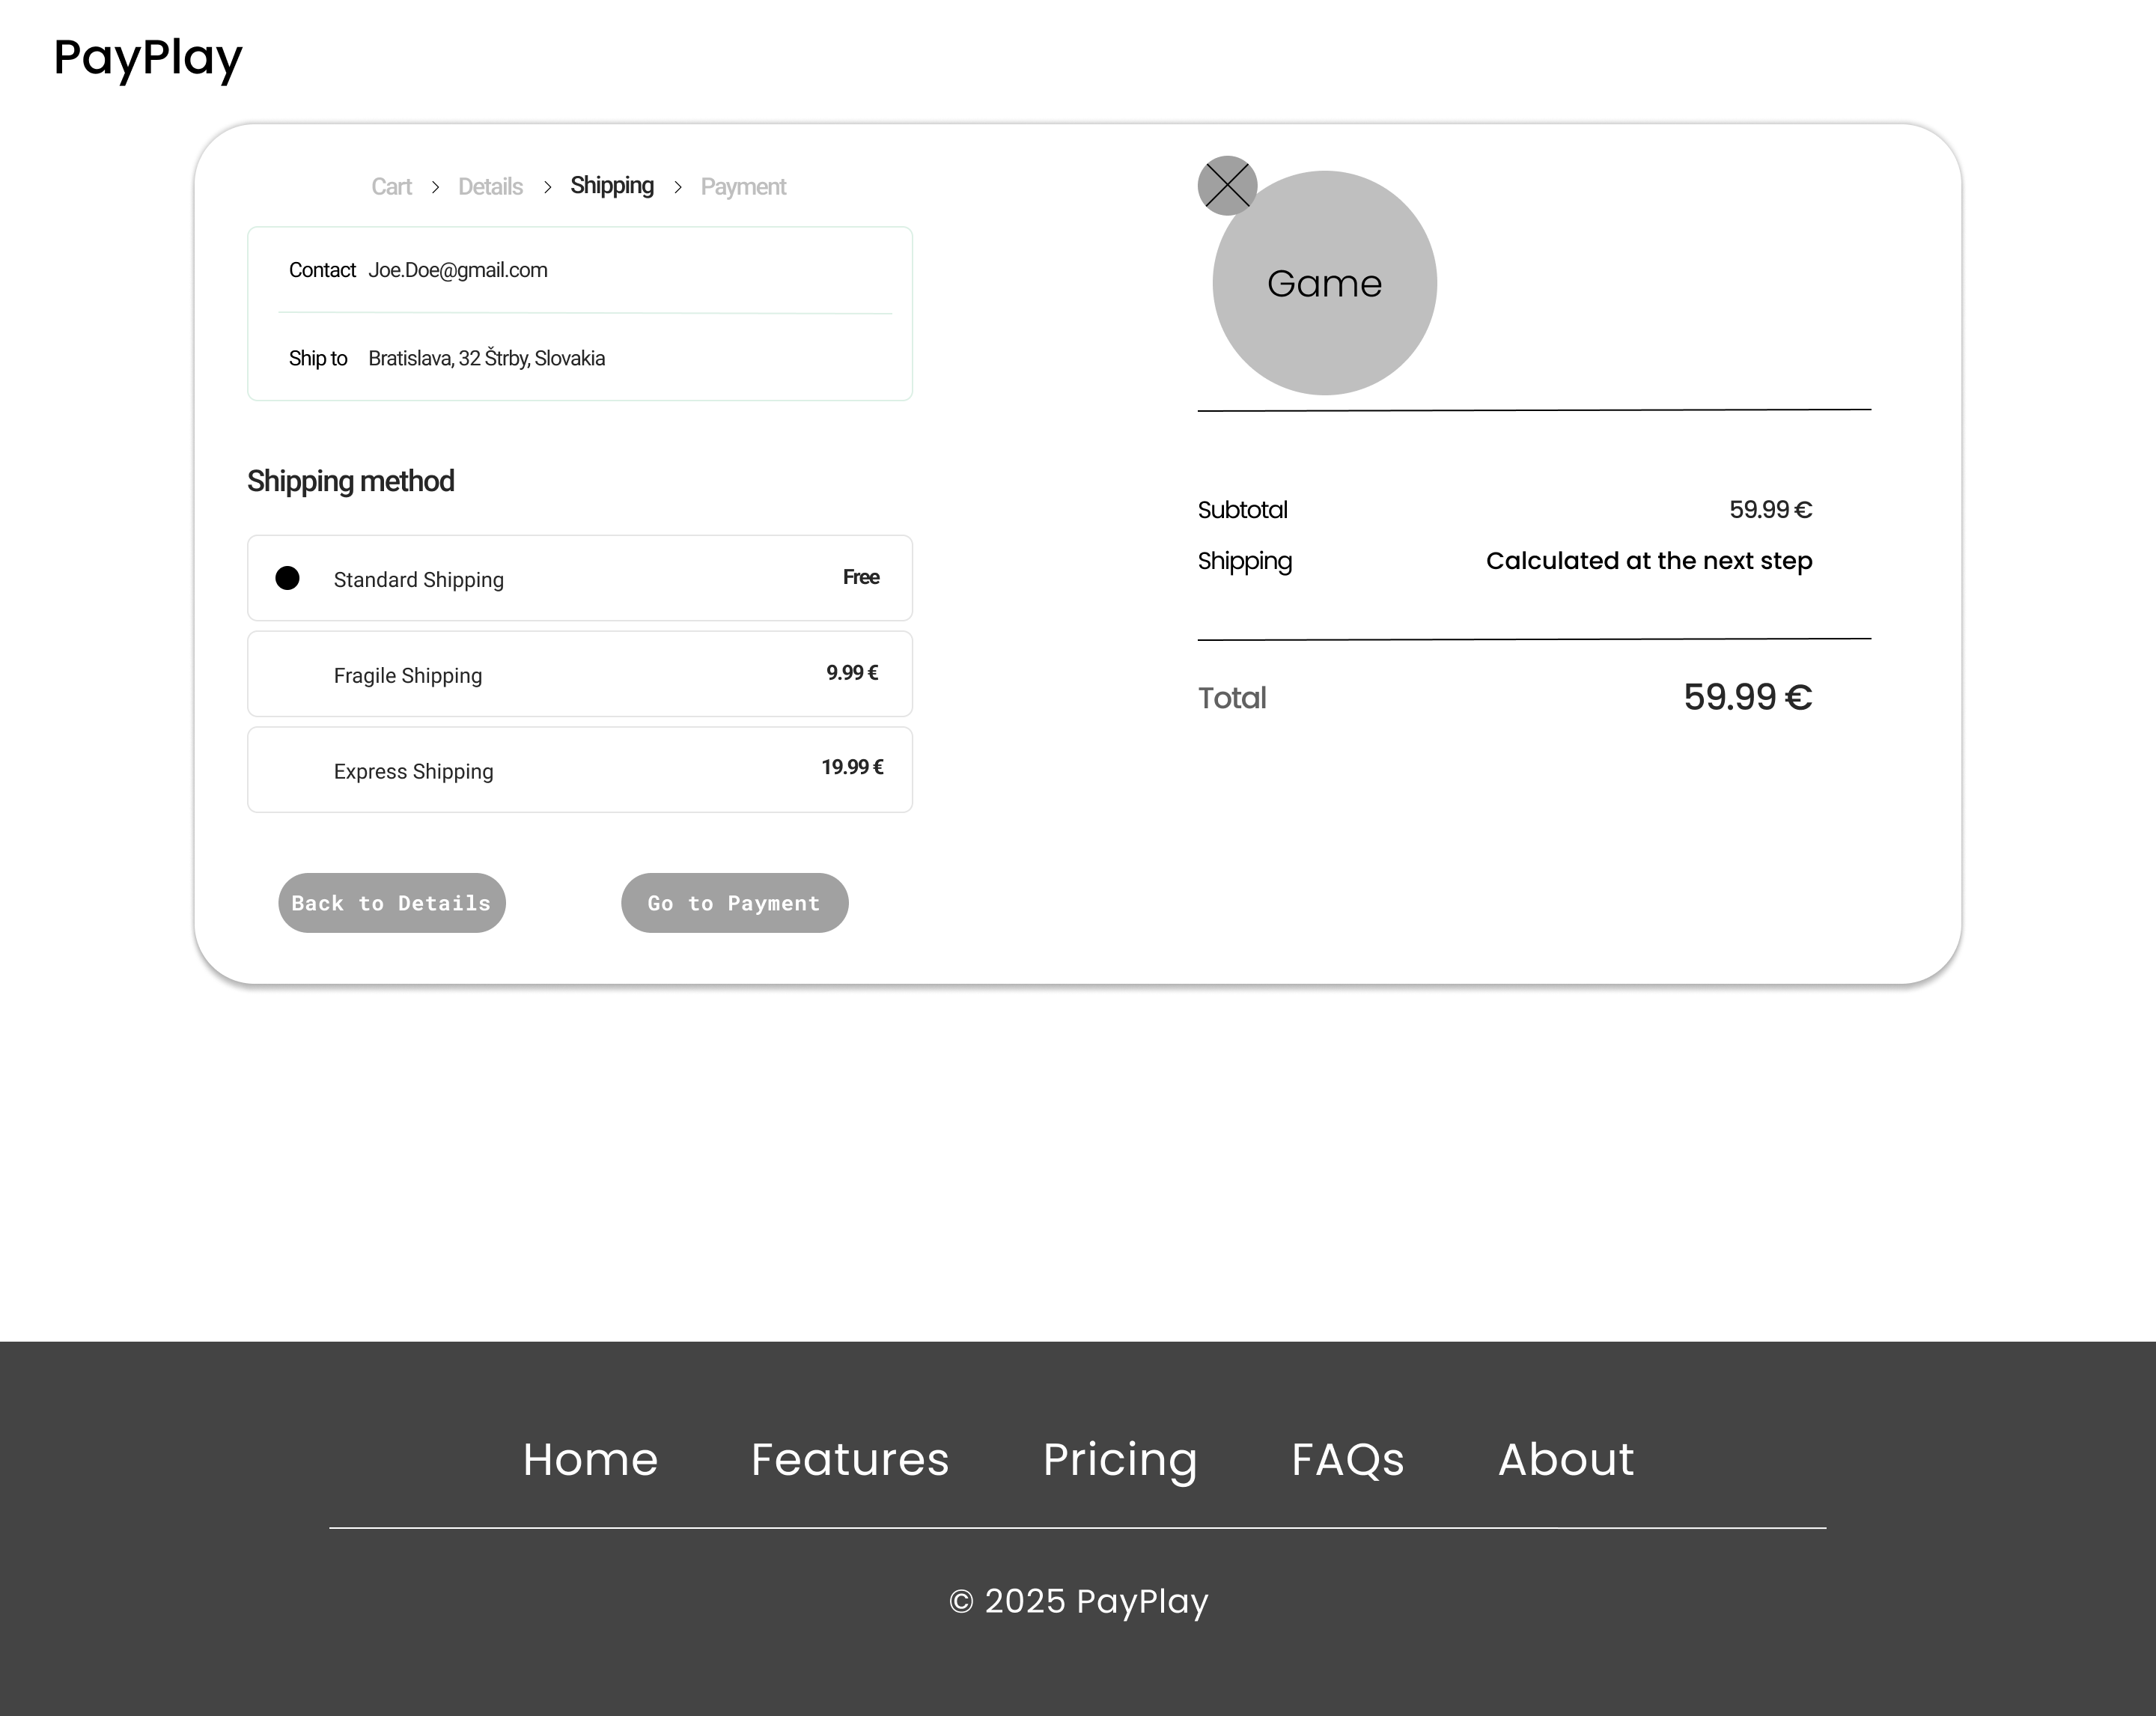 PayPlay
Cart > Details > Shipping > Payment
Contact Joe.Doe@gmail.com
Ship to Bratislava, 32 Štrby, Slovakia
Shipping method
Standard Shipping Free
Fragile Shipping 9.99 €
Express Shipping 19.99 €
Back to Details Go to Payment
Game
Subtotal 59.99 €
Shipping Calculated at the next step
Total 59.99 €
Home Features Pricing FAQs About
© 2025 PayPlay